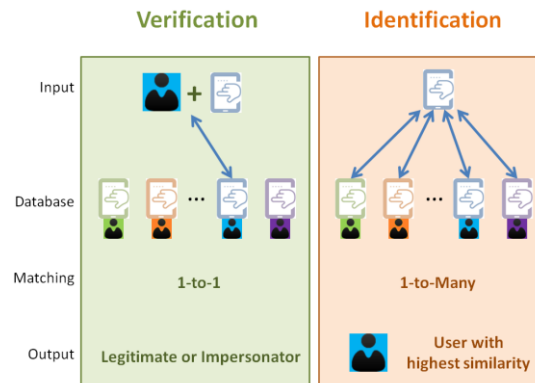 Verification
Identification
Input
+
Database
...
...
Matching
1-to-1
1-to-Many
Output
Legitimate or Impersonator
User with
highest similarity